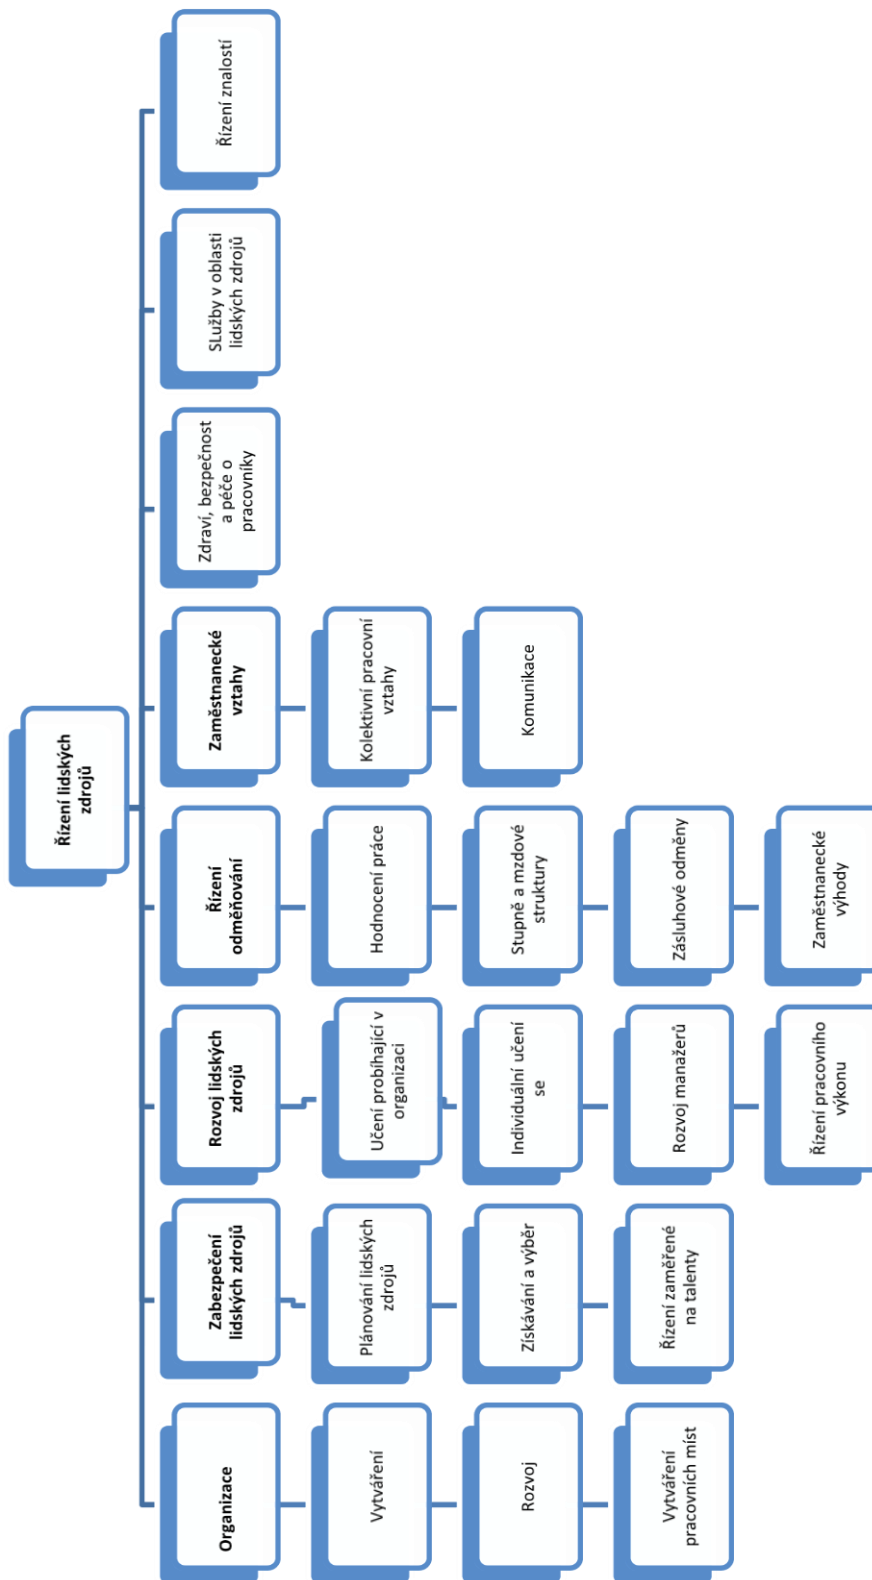 Řízení lidských
zdrojů
Organizace
Vytváření
Rozvoj
Vytváření
pracovních míst
Zabezpečení
lidských zdrojů
Plánování lidských
zdrojů
Získávání a výběr
Řízení zaměřené
na talenty
Rozvoj lidských
zdrojů
Učení probíhající v
organizaci
Individuální učení
se
Rozvoj manažerů
Řízení pracovního
výkonu
Řízení
odměňování
Hodnocení práce
Stupně a mzdové
struktury
Zásluhové odměny
Zaměstnanecké
výhody
Zaměstnanecké
vztahy
Kolektivní pracovní
vztahy
Komunikace
Zdraví, bezpečnost
a péče o
pracovníky
SLužby v oblasti
lidských zdrojů
Řízení znalostí